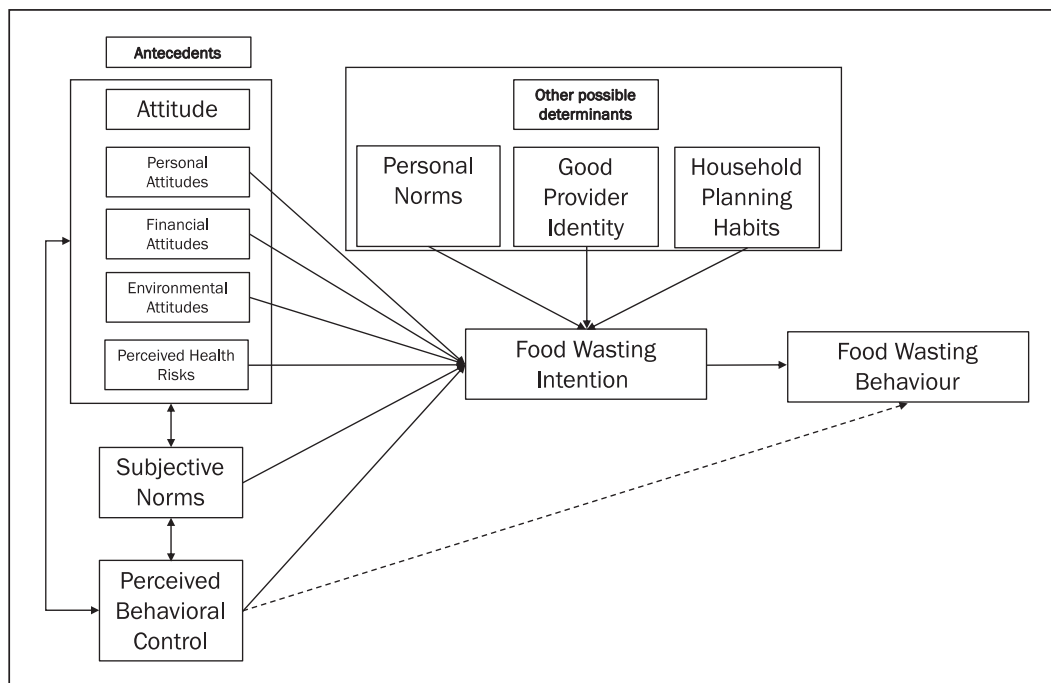 Antecedents
Attitude
Personal
Attitudes
Financial
Attitudes
Environmental
Attitudes
Perceived Health
Risks
Subjective
Norms
Perceived
Behavioral
Control
Other possible
determinants
Personal
Norms
Good
Provider
Identity
Household
Planning
Habits
Food Wasting
Intention
Food Wasting
Behaviour